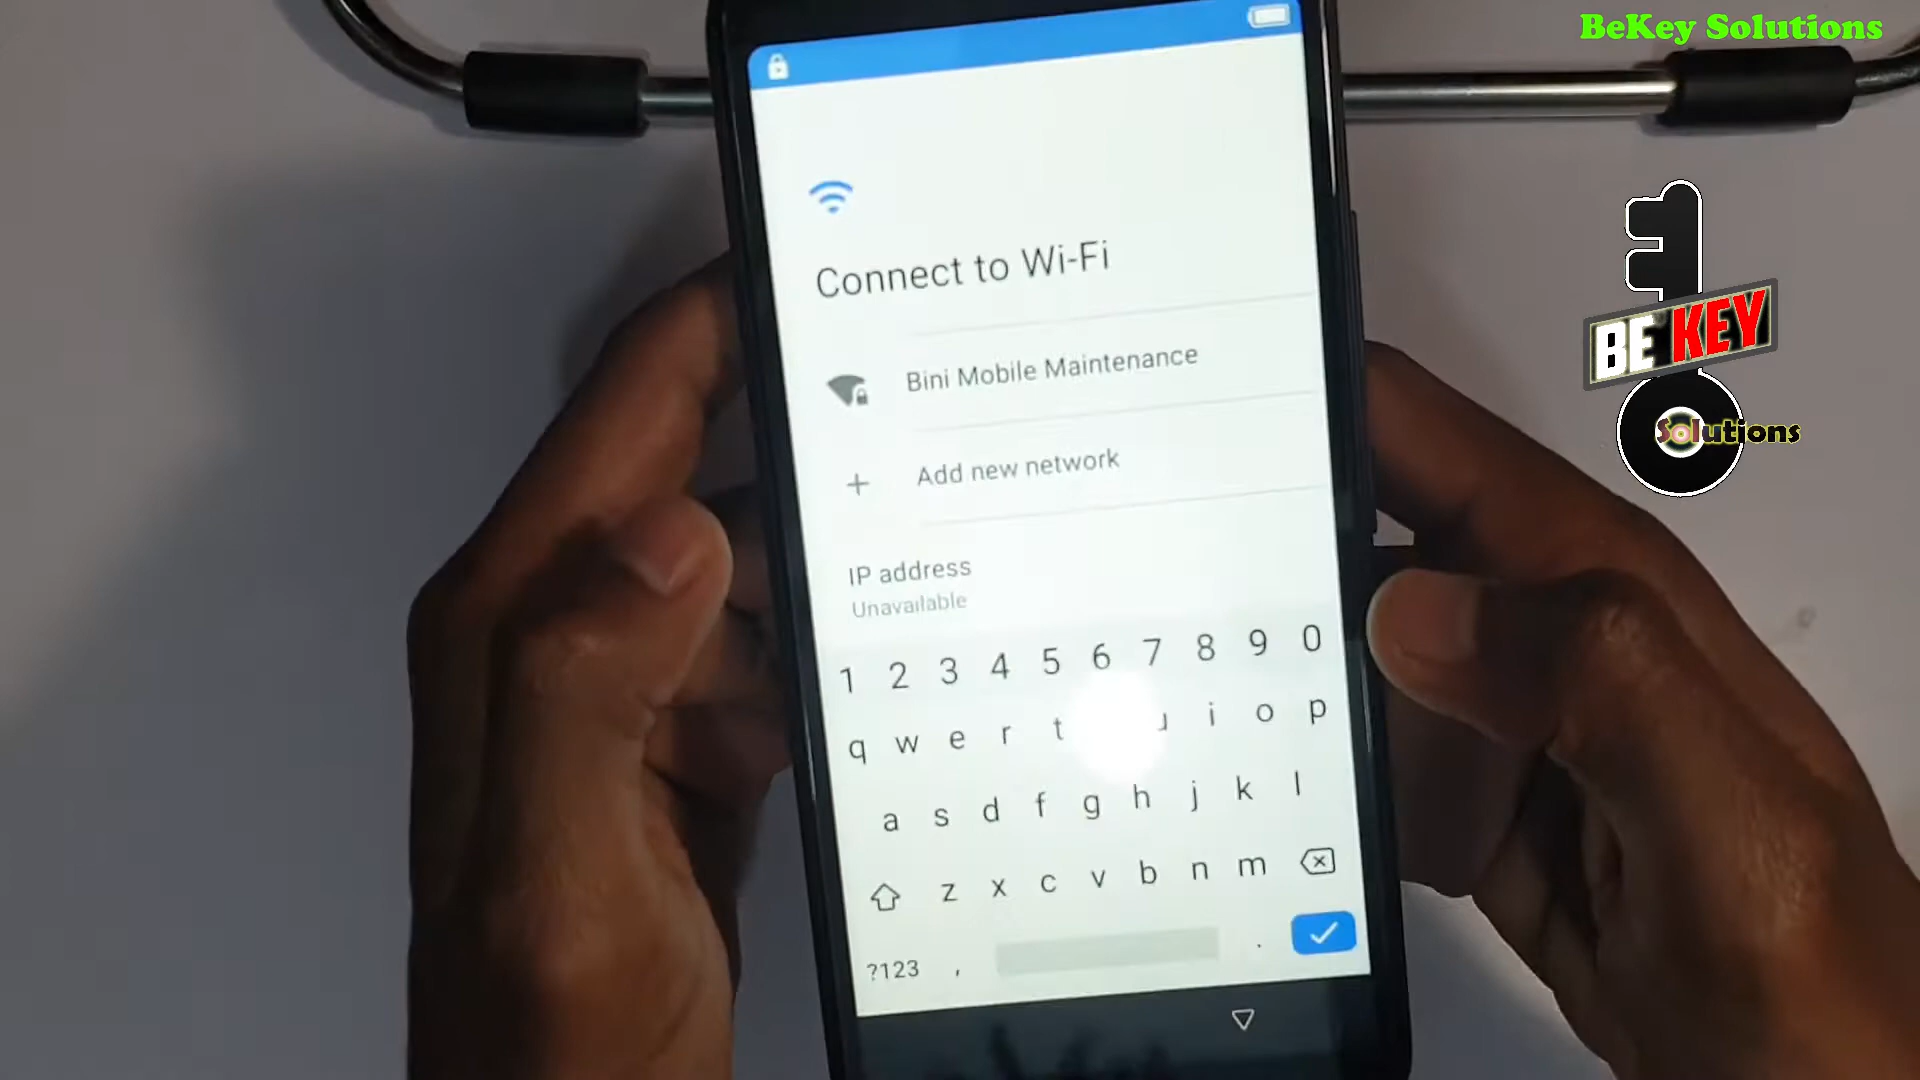 BeKey Solutions
BE KEY
Solutions
Connect to Wi-Fi
Bini Mobile Maintenance
Add new network
IP address
Unavailable
1 2 3 4 5 6 7 8 9 0
q w e r t u i o p
a s d f g h j k l
z x c v b n m
?123 , .